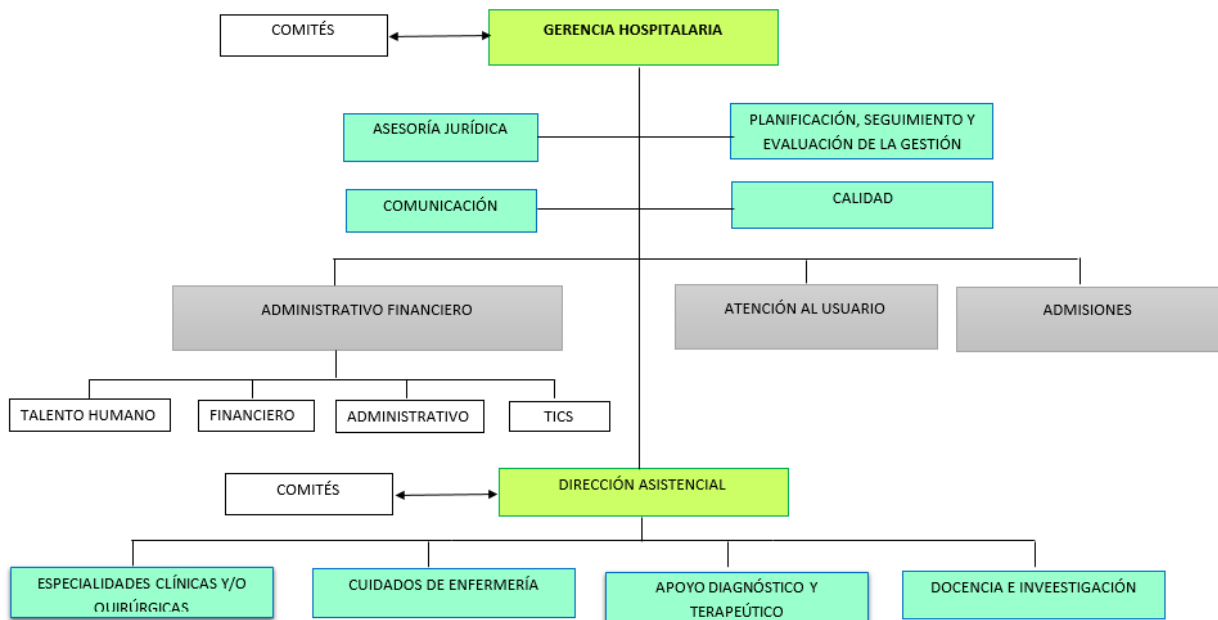 COMITÉS
GERENCIA HOSPITALARIA
ASESORÍA JURÍDICA
PLANIFICACIÓN, SEGUIMIENTO Y
EVALUACIÓN DE LA GESTIÓN
COMUNICACIÓN
CALIDAD
ADMINISTRATIVO FINANCIERO
ATENCIÓN AL USUARIO
ADMISIONES
TALENTO HUMANO
FINANCIERO
ADMINISTRATIVO
TICS
COMITÉS
DIRECCIÓN ASISTENCIAL
ESPECIALIDADES CLÍNICAS Y/O
QUIRÚRGICAS
CUIDADOS DE ENFERMERÍA
APOYO DIAGNÓSTICO Y
TERAPEÚTICO
DOCENCIA E INVEESTIGACIÓN